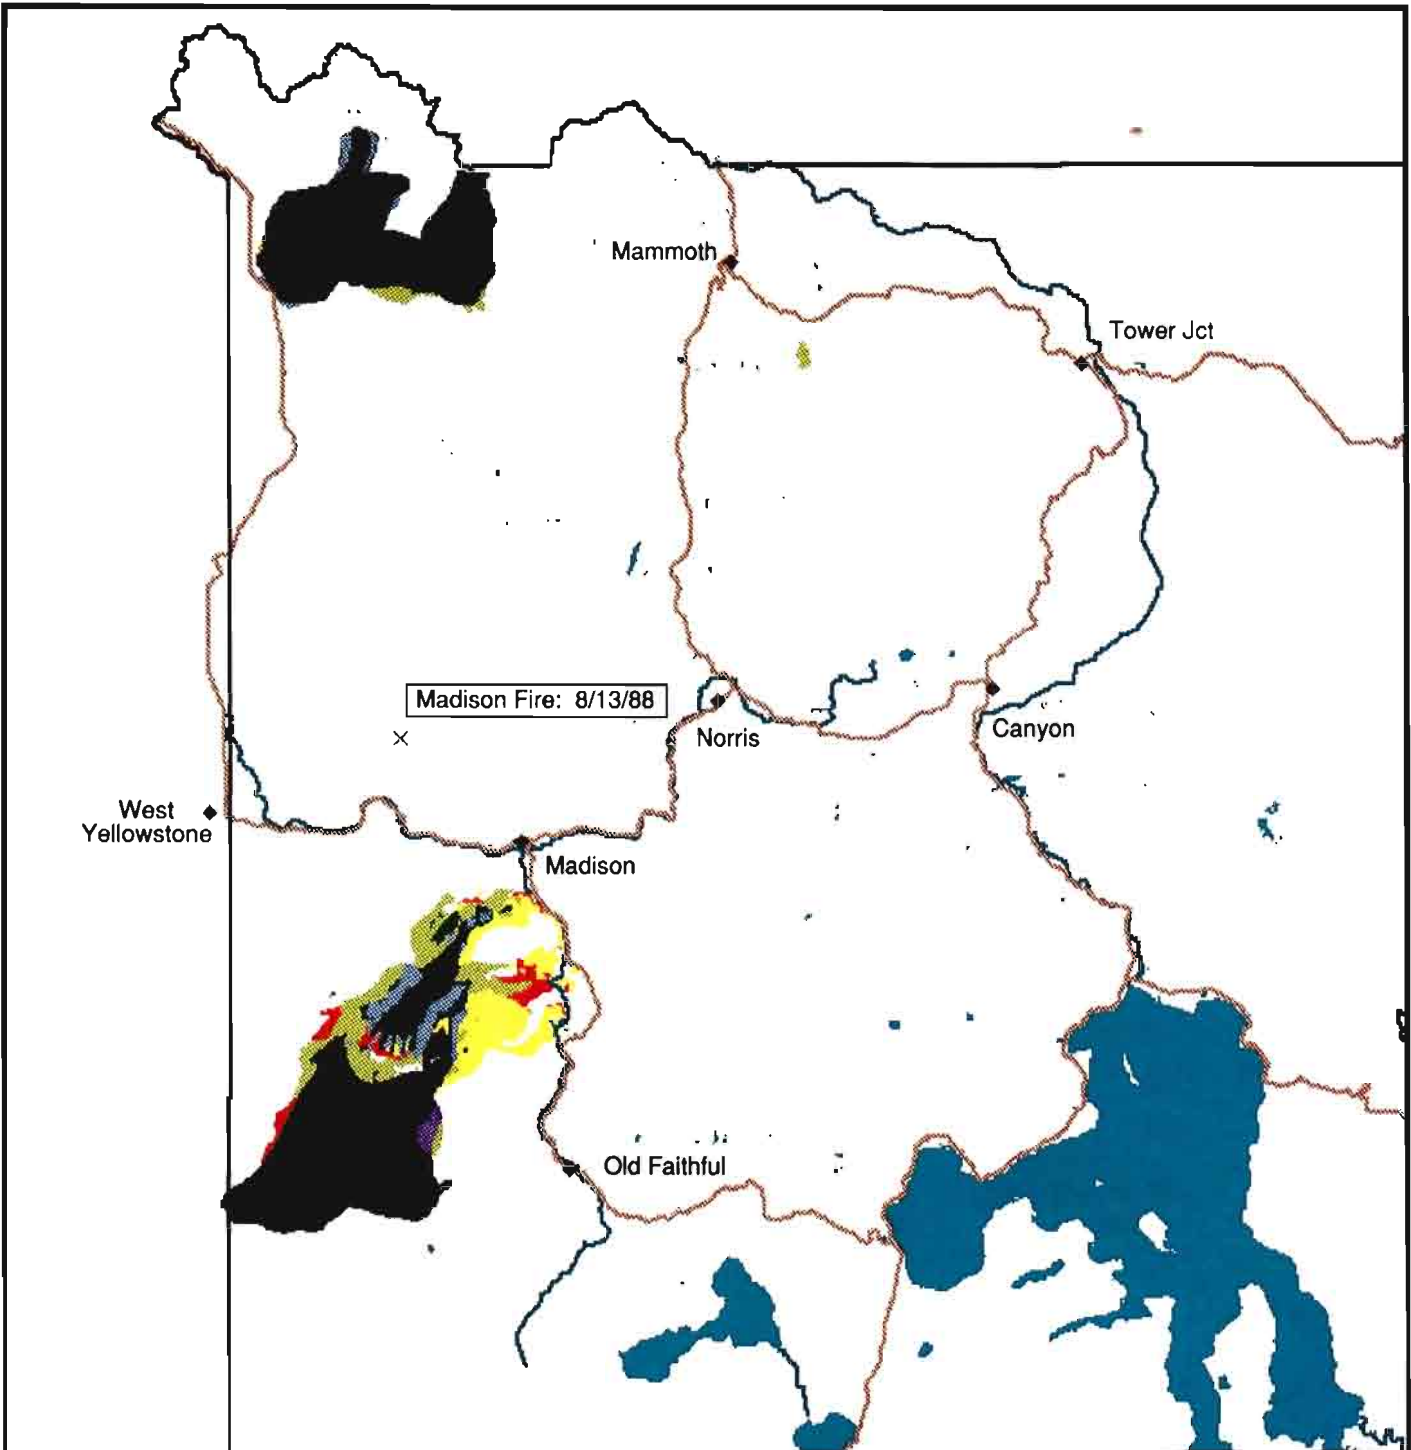 Mammoth
Tower Jct
Madison Fire: 8/13/88
Norris
Canyon
West
Yellowstone
Madison
Old Faithful